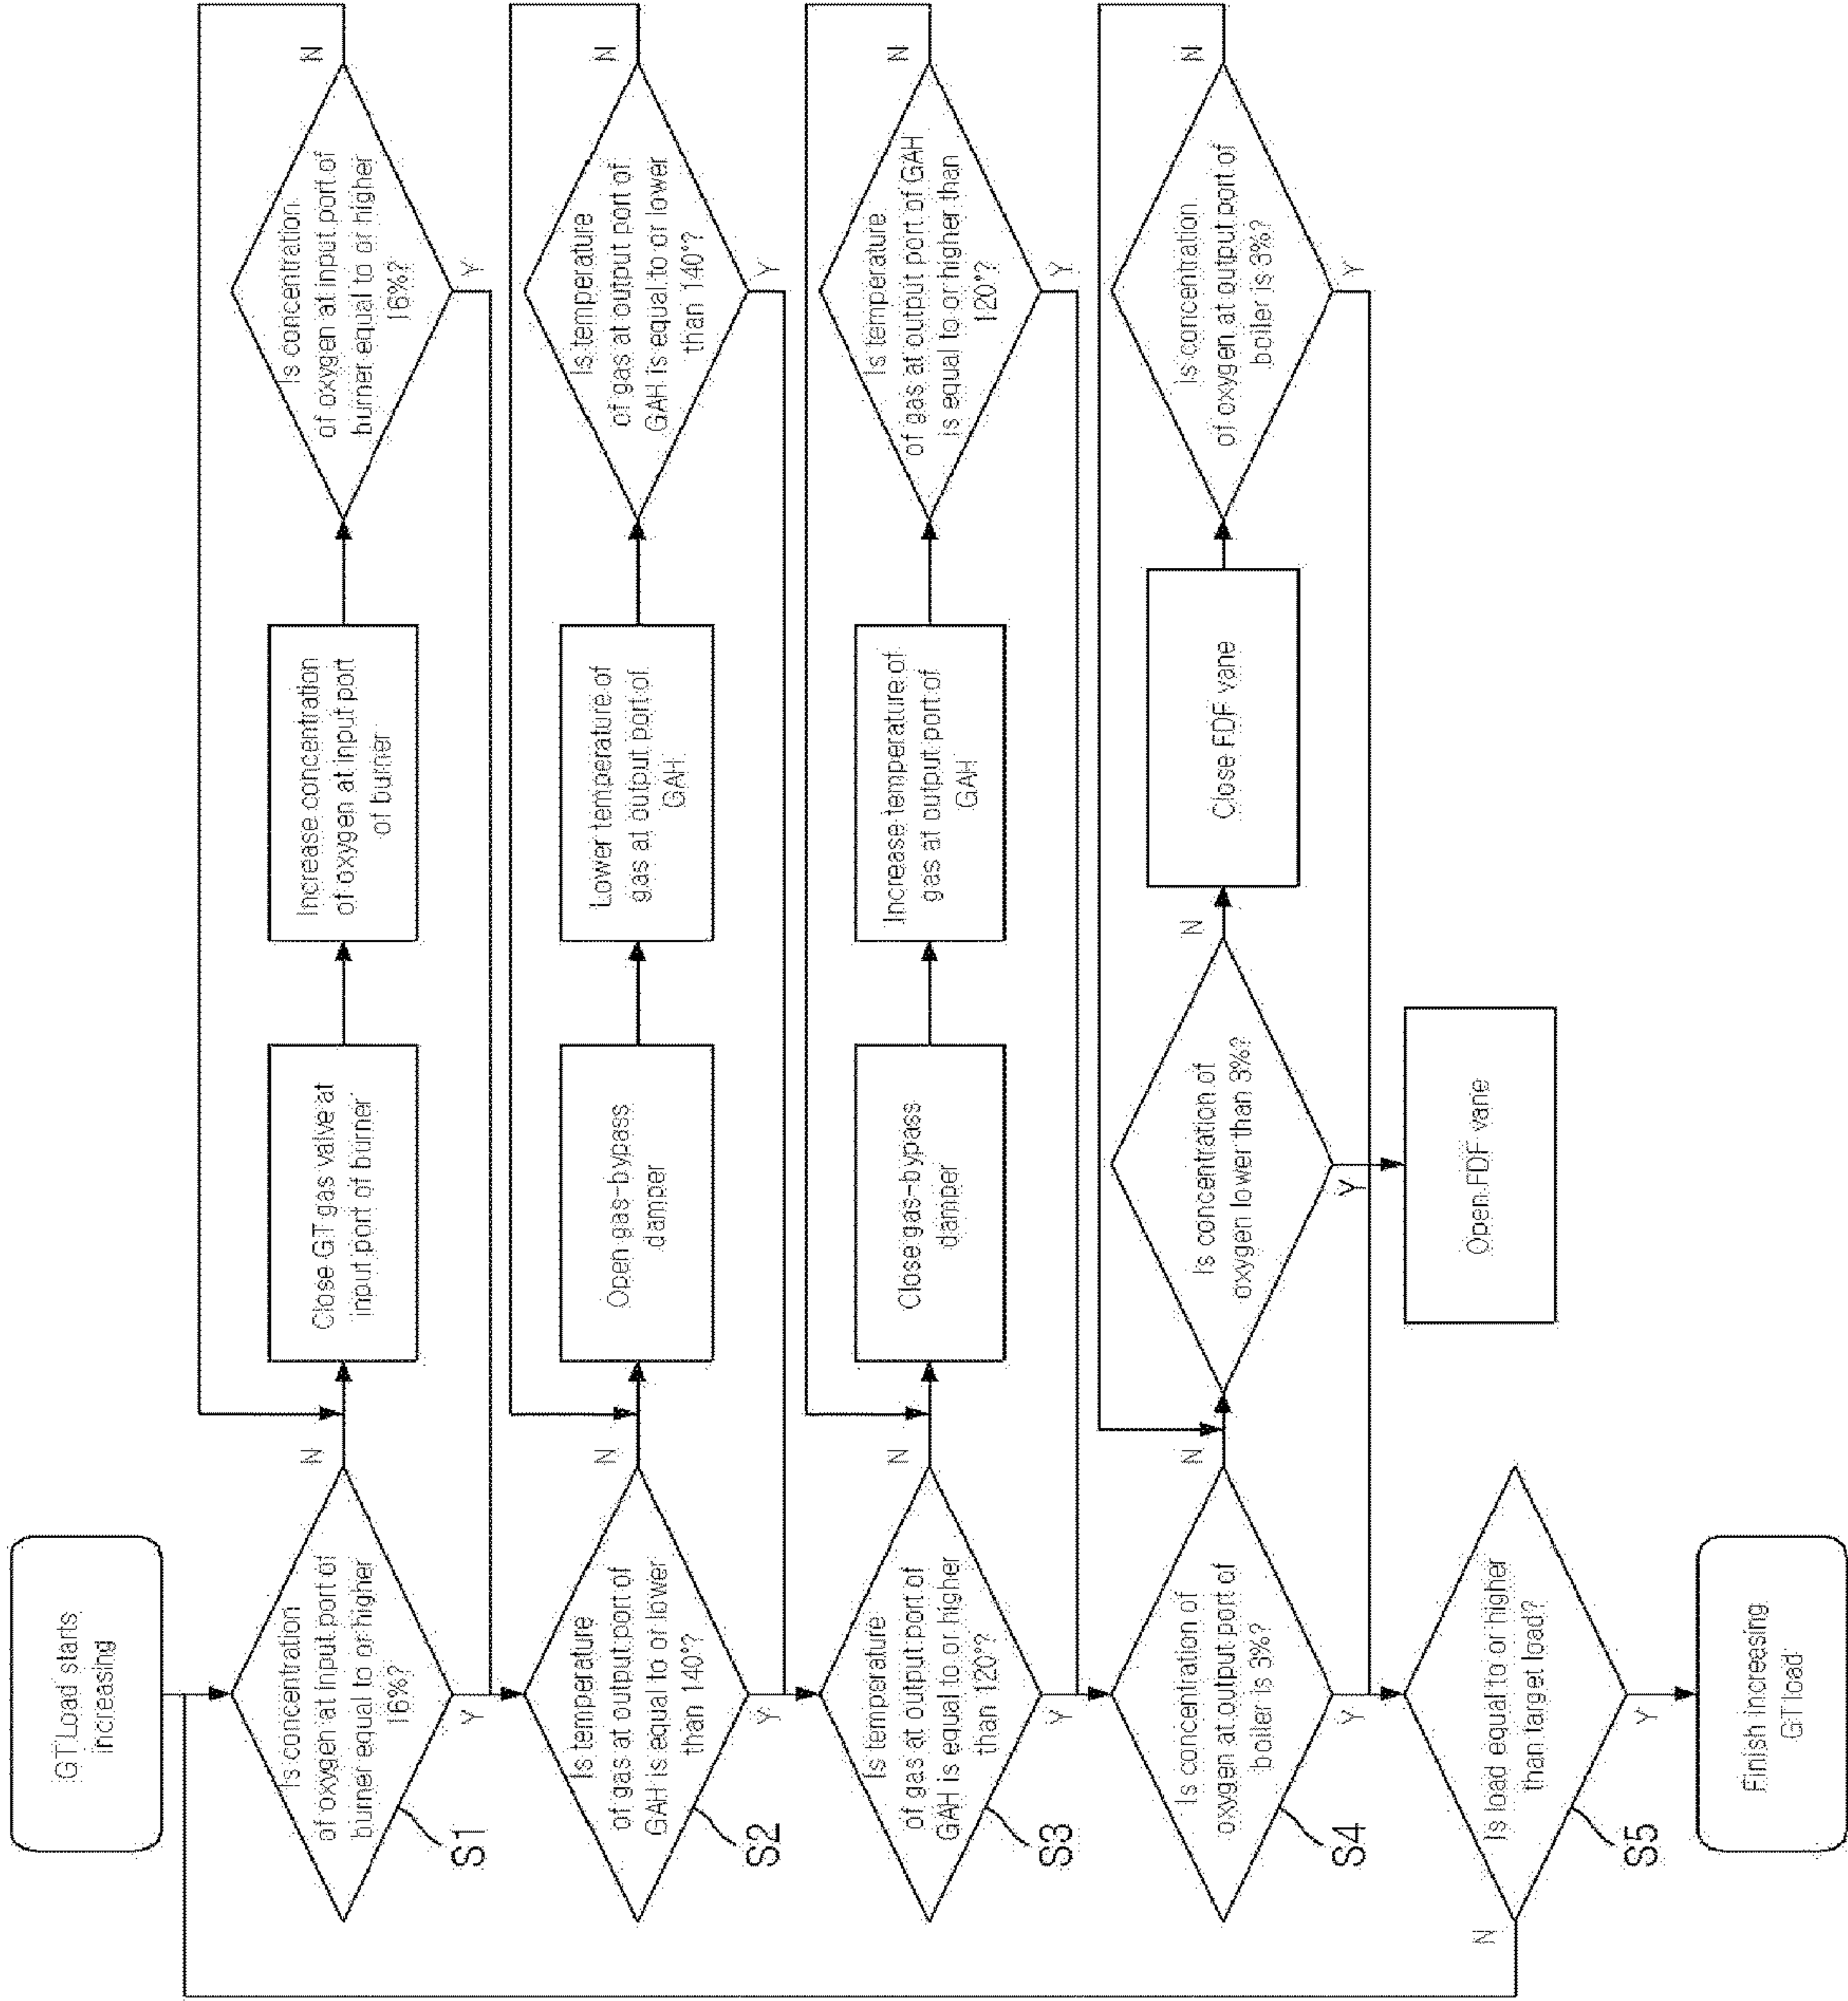 GT Load starts
increasing
Is concentration
of oxygen at input port of
burner equal to or higher
16%?
N
Y
S1
Close GT gas valve at
input port of burner
Increase concentration
of oxygen at input port
of burner
Is concentration
of oxygen at input port of
burner equal to or higher
16%?
N
Y
Is temperature
of gas at output port of
GAH is equal to or lower
than 140°?
N
Y
S2
Open gas-bypass
damper
Lower temperature of
gas at output port of
GAH
Is temperature
of gas at output port of
GAH is equal to or lower
than 140°?
N
Y
Is temperature
of gas at output port of
GAH is equal to or higher
than 120°?
N
Y
S3
Close gas-bypass
damper
Increase temperature of
gas at output port of
GAH
Is temperature
of gas at output port of GAH
is equal to or higher than
120°?
N
Y
Is concentration of
oxygen at output port of
boiler is 3%?
N
Y
S4
Is concentration of
oxygen lower than 3%?
N
Y
Close FDF vane
Is concentration
of oxygen at output port of
boiler is 3%?
N
Y
Open FDF vane
Is load equal to or higher
than target load?
N
Y
S5
Finish increasing
GT load